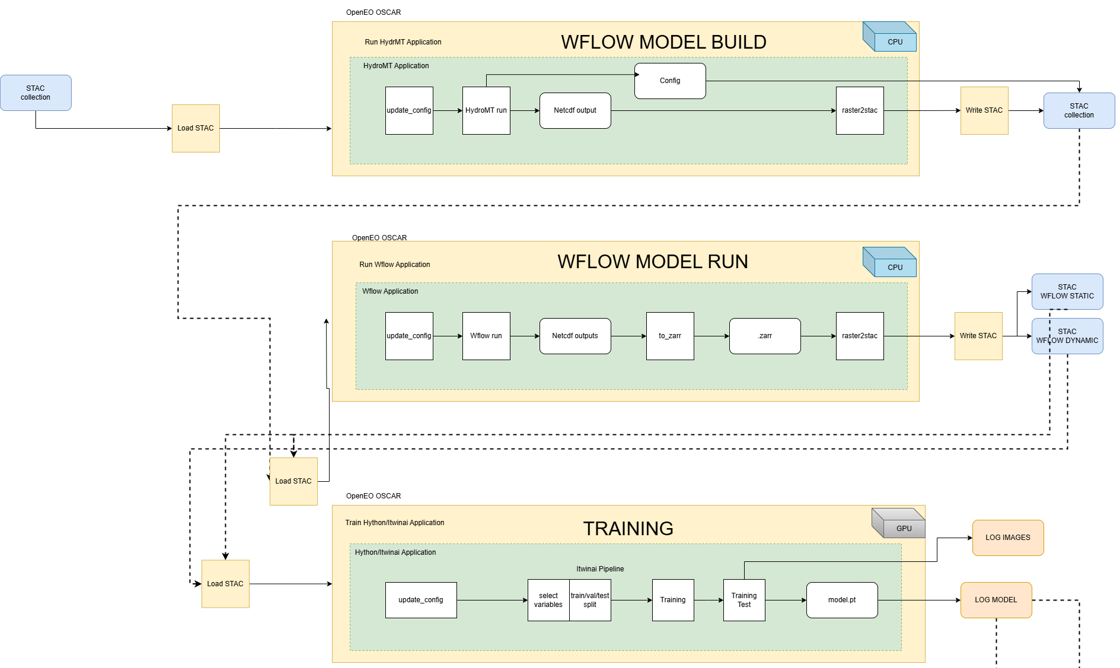 OpenEO OSCAR
Run HydrMT Application
WFLOW MODEL BUILD
CPU
HydroMT Application
STAC
collection
Load STAC
update_config
HydroMT run
Netcdf output
Config
raster2stac
Write STAC
STAC
collection
OpenEO OSCAR
Run Wflow Application
WFLOW MODEL RUN
CPU
Wflow Application
update_config
Wflow run
Netcdf outputs
to_zarr
.zarr
raster2stac
Write STAC
STAC
WFLOW STATIC
STAC
WFLOW DYNAMIC
Load STAC
OpenEO OSCAR
Train Hython/Itwinai Application
TRAINING
GPU
Hython/Itwinai Application
Itwinai Pipeline
Load STAC
update_config
select
variables
train/val/test
split
Training
Training
Test
model.pt
LOG IMAGES
LOG MODEL